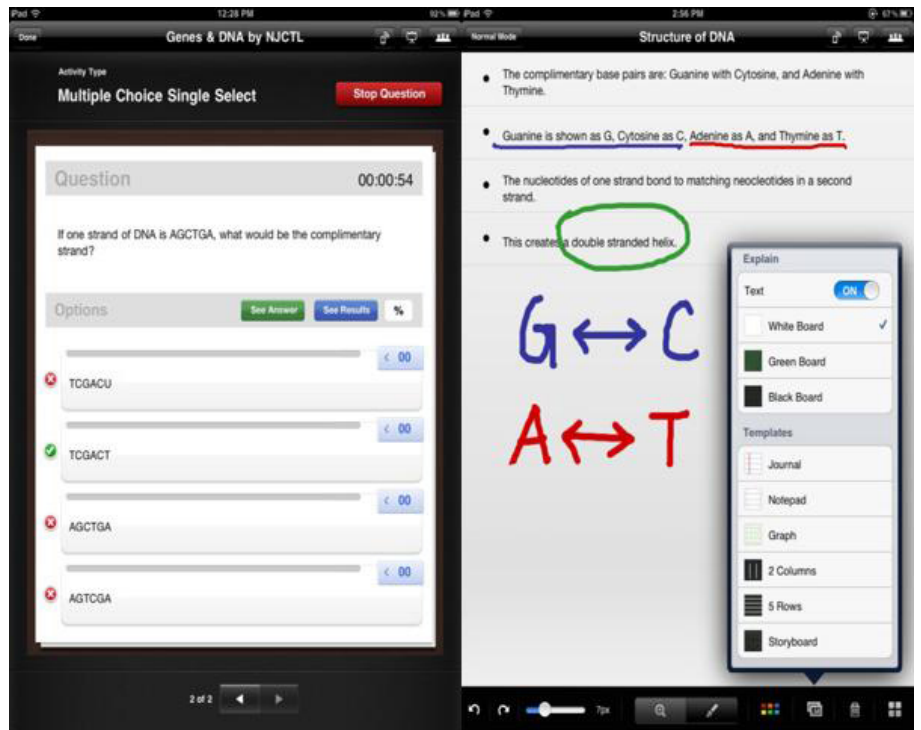 iPad
12:28 PM
92%
Done
Genes & DNA by NJCTL
Activity Type
Multiple Choice Single Select
Stop Question
Question
00:00:54
If one strand of DNA is AGCTGA, what would be the complimentary
strand?
Options
See Answer
See Results
%
< 00
TCGACU
< 00
TCGACT
< 00
AGCTGA
< 00
AGTCGA
2 of 2
iPad
2:56 PM
67%
Normal Mode
Structure of DNA
The complimentary base pairs are: Guanine with Cytosine, and Adenine with
Thymine.
Guanine is shown as G, Cytosine as C, Adenine as A, and Thymine as T.
The nucleotides of one strand bond to matching neocleotides in a second
strand.
This creates a double stranded helix.
G ↔ C
A ↔ T
Explain
Text
ON
White Board
Green Board
Black Board
Templates
Journal
Notepad
Graph
2 Columns
5 Rows
Storyboard
7px